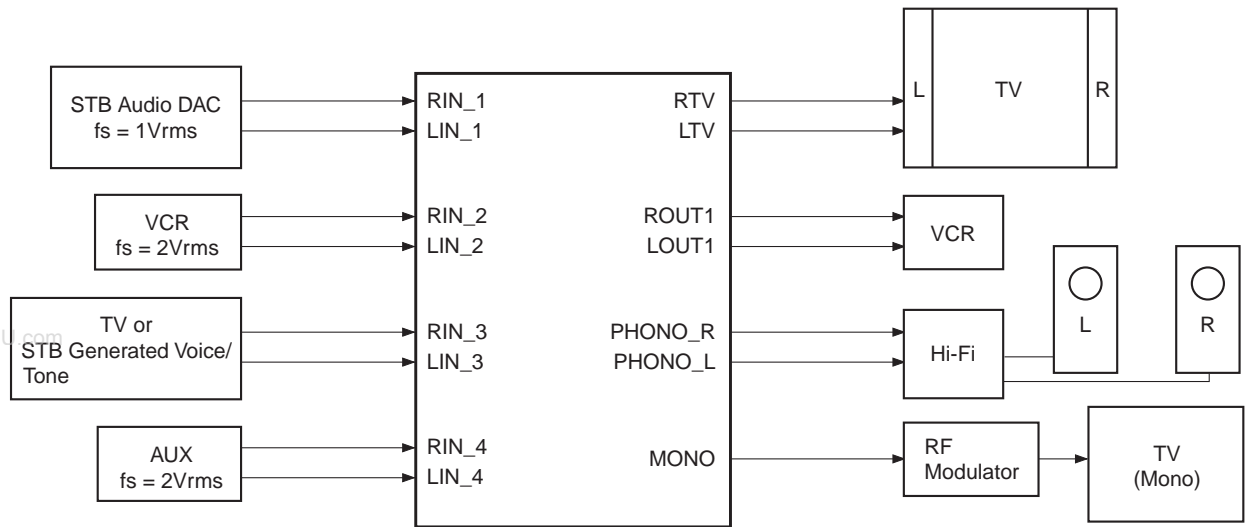 STB Audio DAC
fs = 1Vrms
VCR
fs = 2Vrms
TV or
STB Generated Voice/
Tone
AUX
fs = 2Vrms
RIN_1
LIN_1
RIN_2
LIN_2
RIN_3
LIN_3
RIN_4
LIN_4
RTV
LTV
ROUT1
LOUT1
PHONO_R
PHONO_L
MONO
L
TV
R
VCR
Hi-Fi
L
R
RF
Modulator
TV
(Mono)
U.com